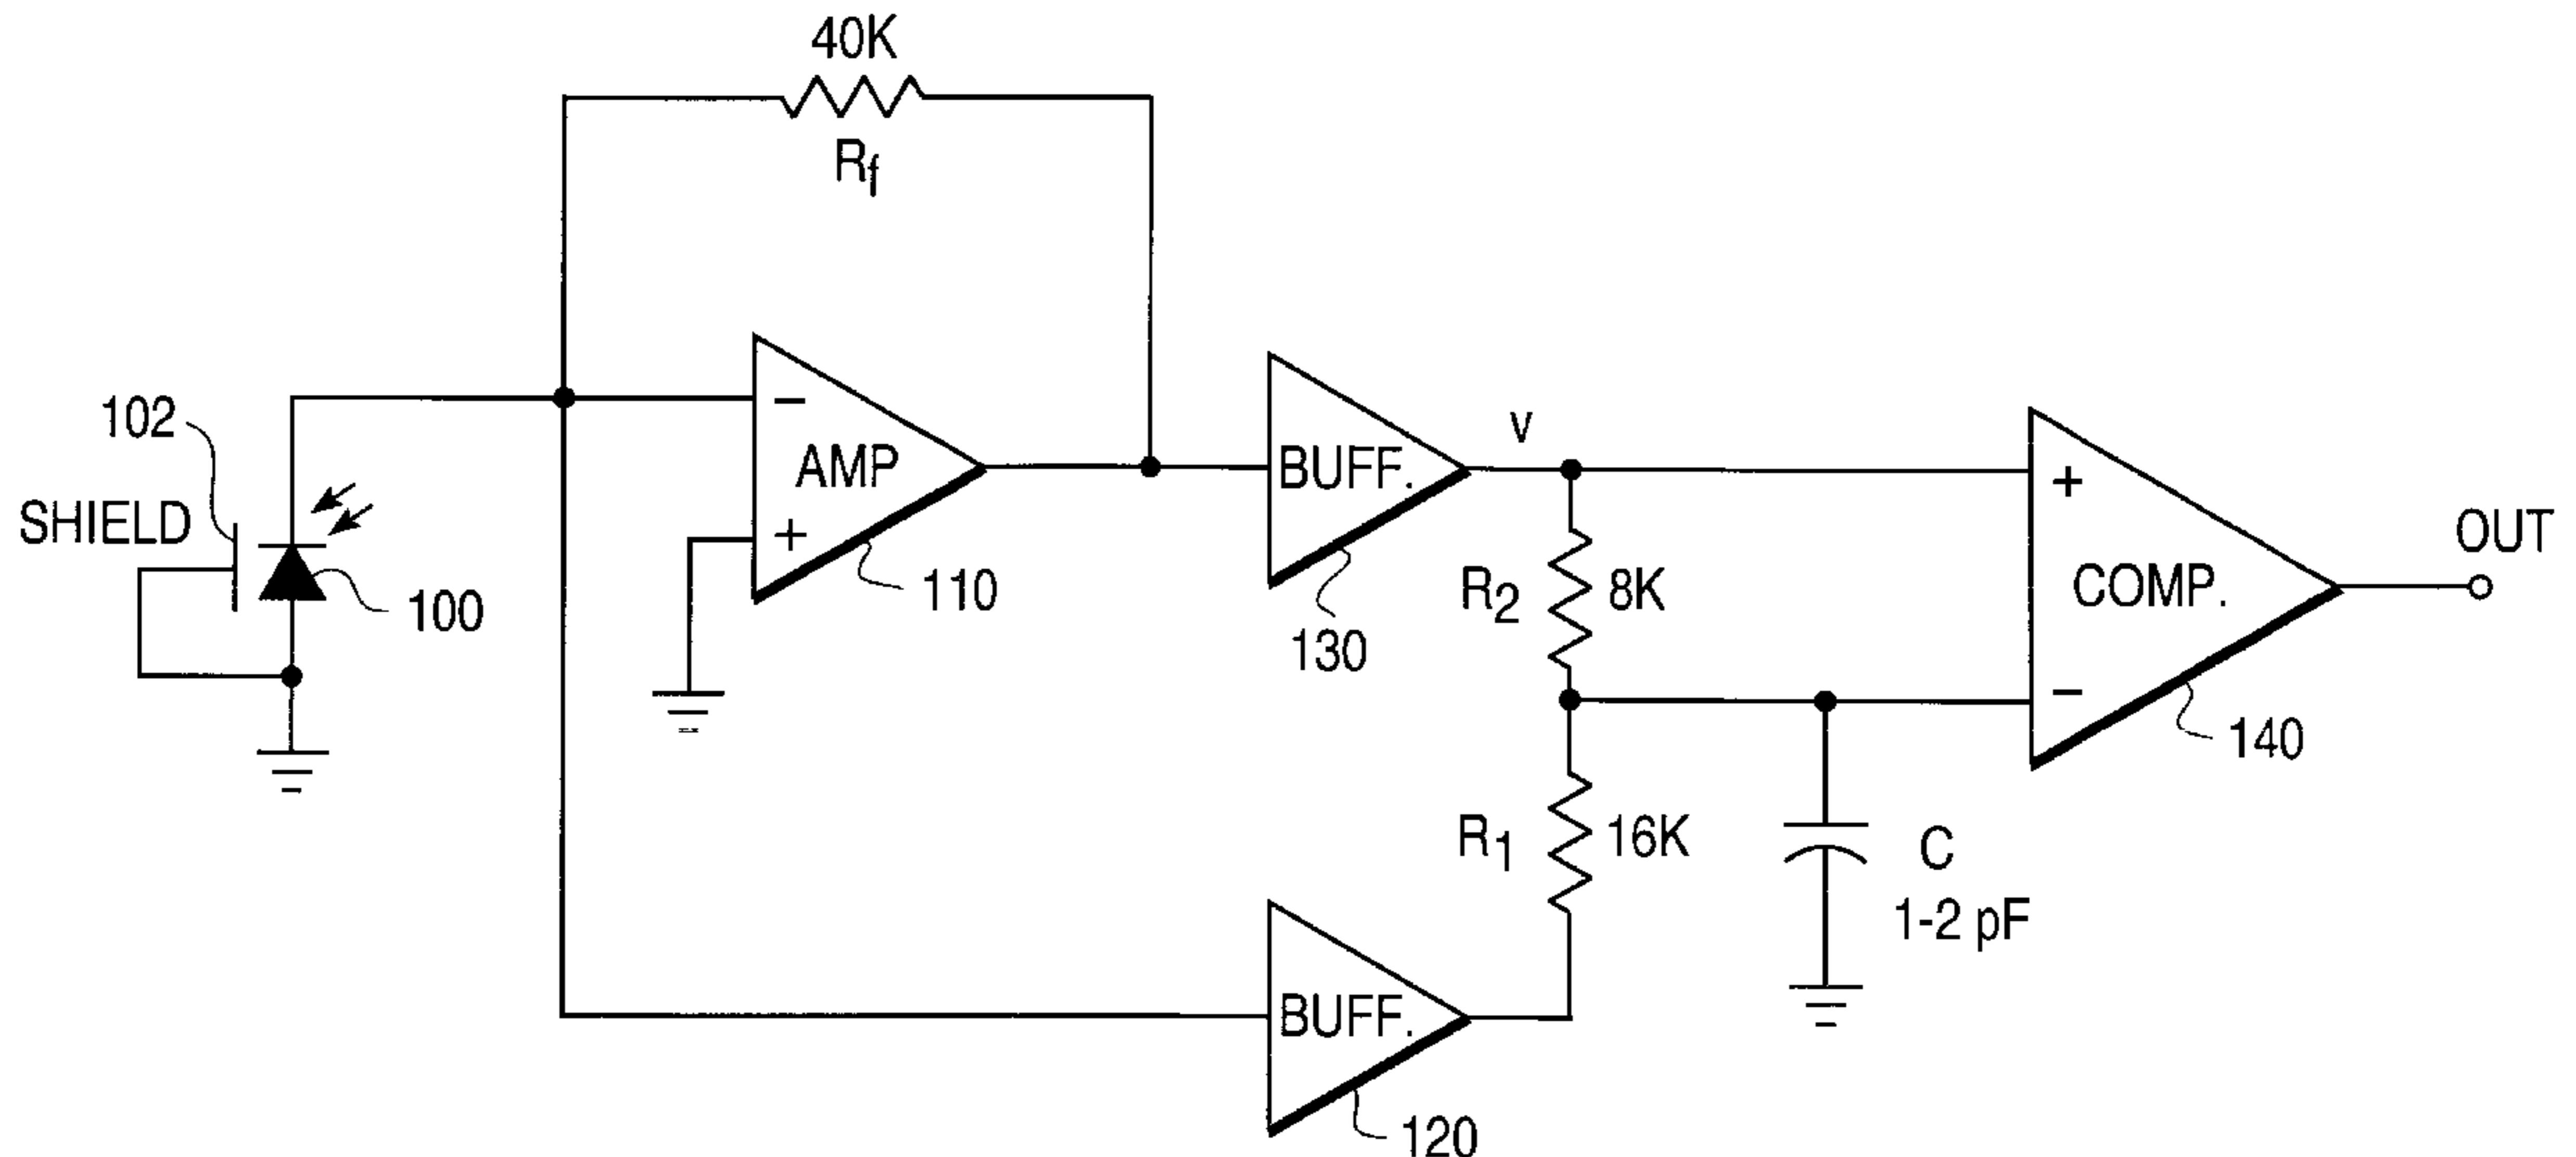 40K
Rf
102
SHIELD
100
−
AMP
+
110
BUFF.
130
v
R2
8K
+
COMP.
−
140
OUT
R1
16K
C
1-2 pF
BUFF.
120